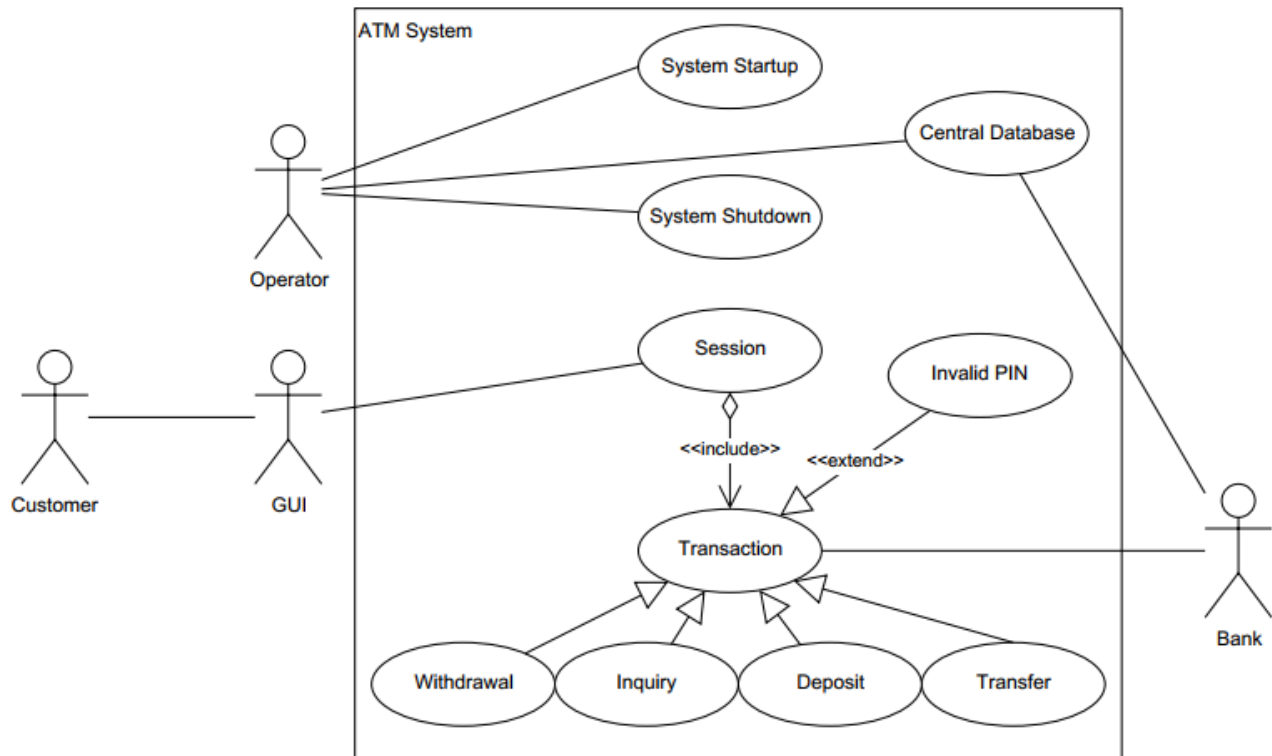 ATM System
System Startup
Central Database
System Shutdown
Operator
Session
Invalid PIN
<<include>>
<<extend>>
Customer
GUI
Transaction
Bank
Withdrawal
Inquiry
Deposit
Transfer